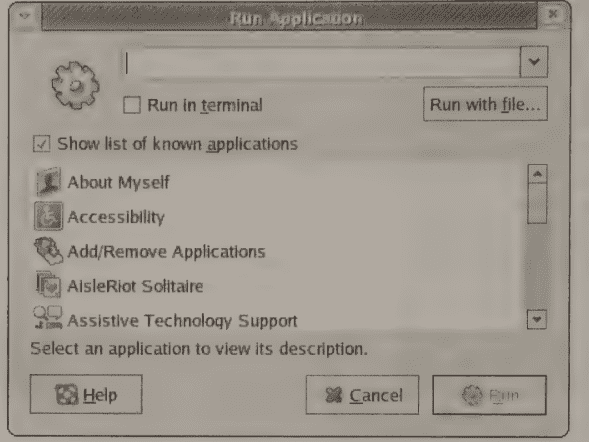 Run Application
Run in terminal
Run with file...
Show list of known applications
About Myself
Accessibility
Add/Remove Applications
AisleRiot Solitaire
Assistive Technology Support
Select an application to view its description.
Help
Cancel
Run